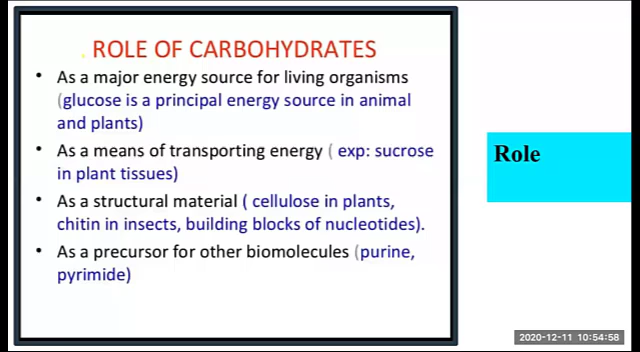 . ROLE OF CARBOHYDRATES
• As a major energy source for living organisms
(glucose is a principal energy source in animal
and plants)
• As a means of transporting energy ( exp: sucrose
in plant tissues)
• As a structural material ( cellulose in plants,
chitin in insects, building blocks of nucleotides).
• As a precursor for other biomolecules (purine,
pyrimide)
Role
2020-12-11 10:54:58